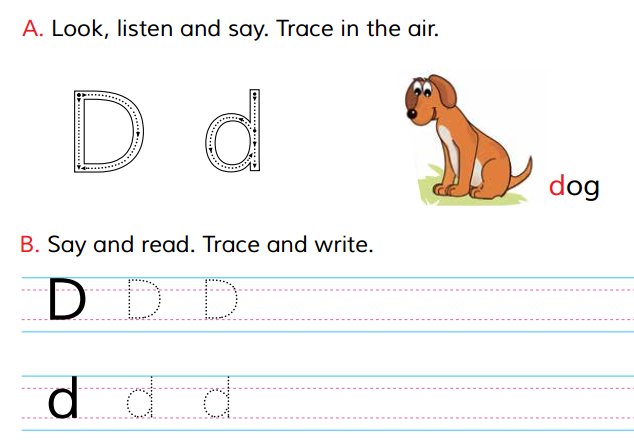 A. Look, listen and say. Trace in the air.
D d
dog
B. Say and read. Trace and write.
D D D
d d d